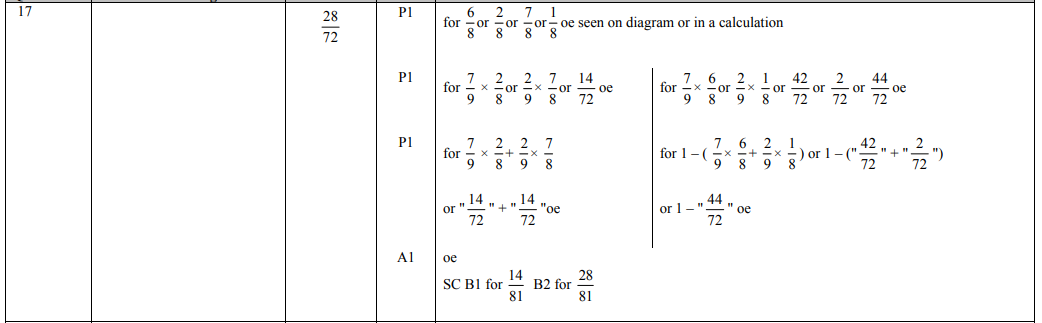 17 28/72 P1 for 6/8 or 2/8 or 7/8 or 1/8 oe seen on diagram or in a calculation
P1 for 7/9 × 2/8 or 2/9 × 7/8 or 14/72 oe for 7/9 × 6/8 or 2/9 × 1/8 or 42/72 or 2/72 or 44/72 oe
P1 for 7/9 × 2/8 + 2/9 × 7/8 for 1 – ( 7/9 × 6/8 + 2/9 × 1/8 ) or 1 – (" 42/72 " + " 2/72 ")
or " 14/72 " + " 14/72 "oe or 1 – " 44/72 " oe
A1 oe
SC B1 for 14/81 B2 for 28/81